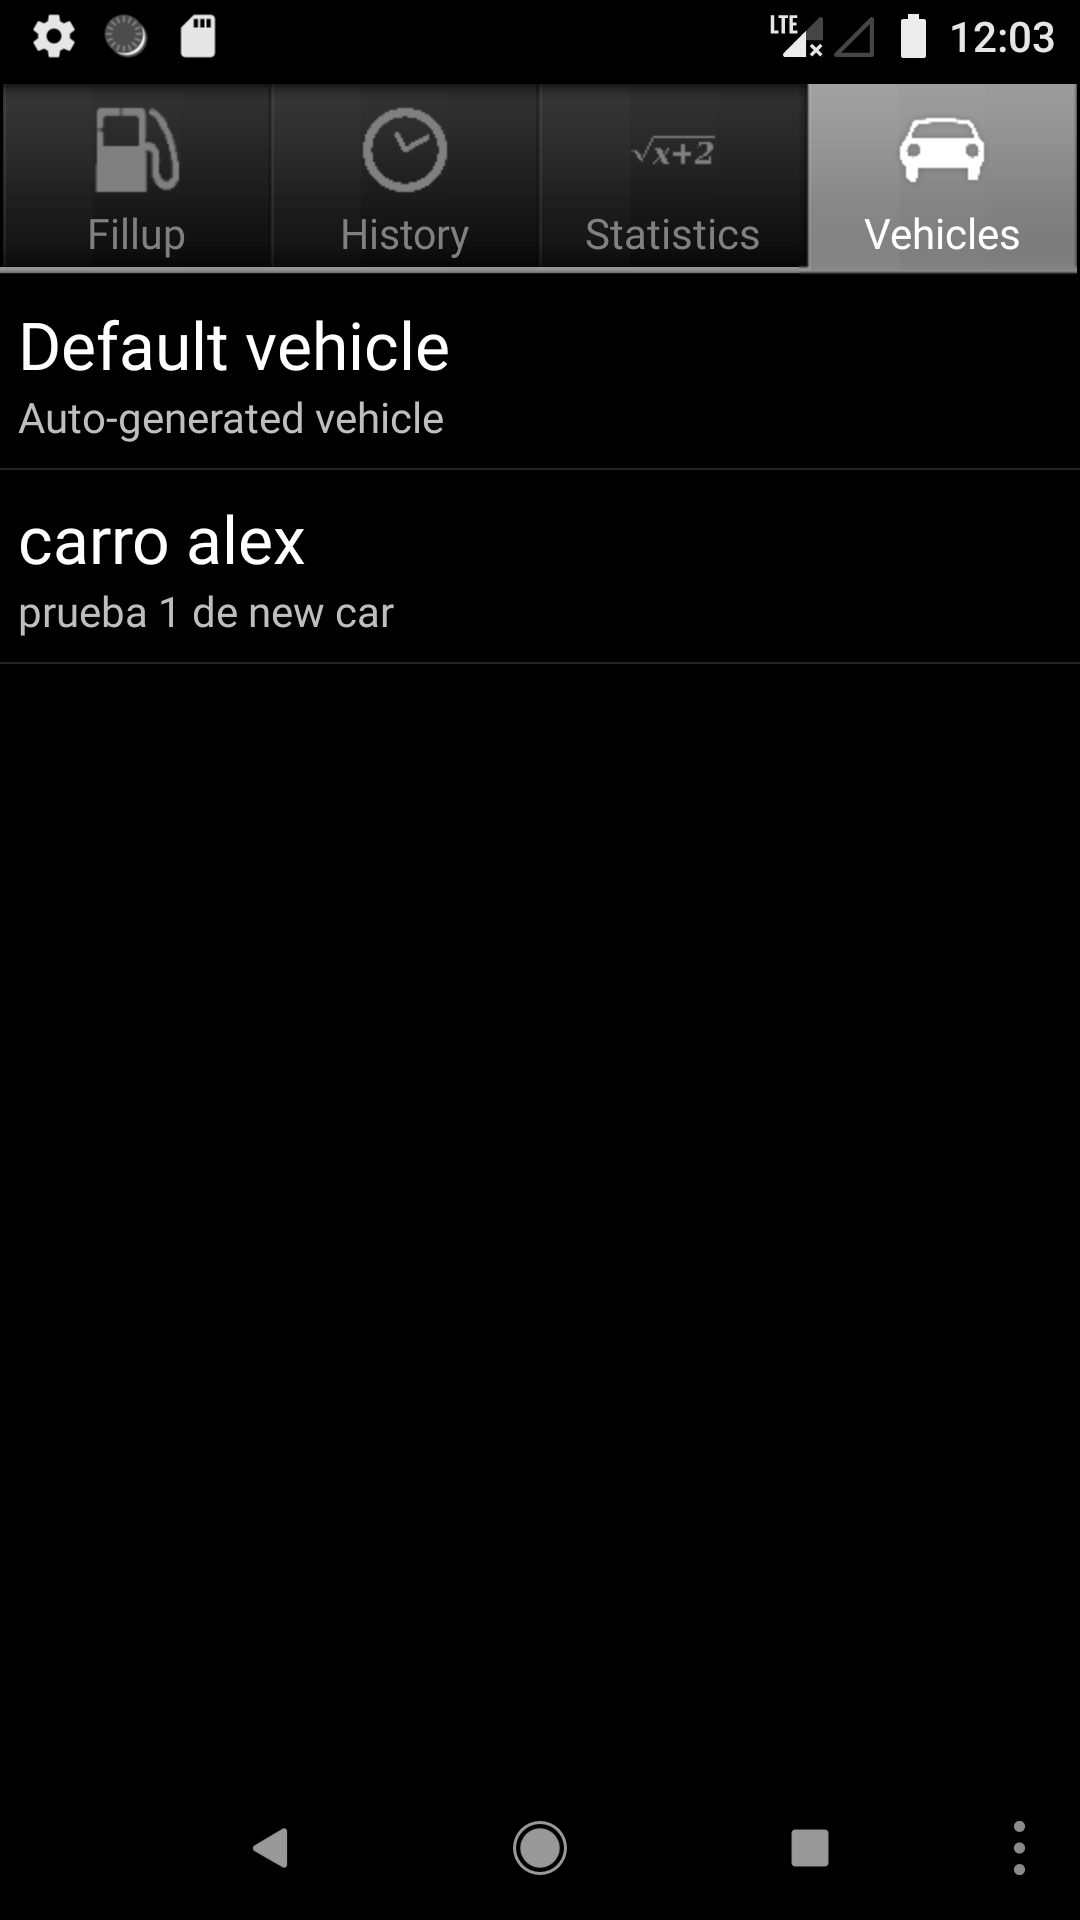 LTE 12:03
Fillup History √x+2 Statistics Vehicles
Default vehicle
Auto-generated vehicle
carro alex
prueba 1 de new car